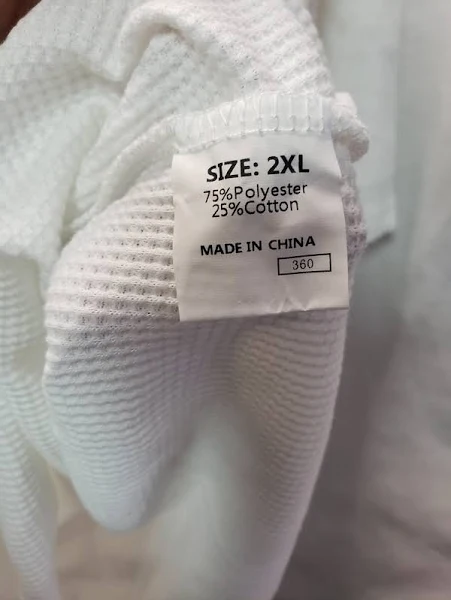 SIZE: 2XL
75%Polyester
25%Cotton
MADE IN CHINA
360